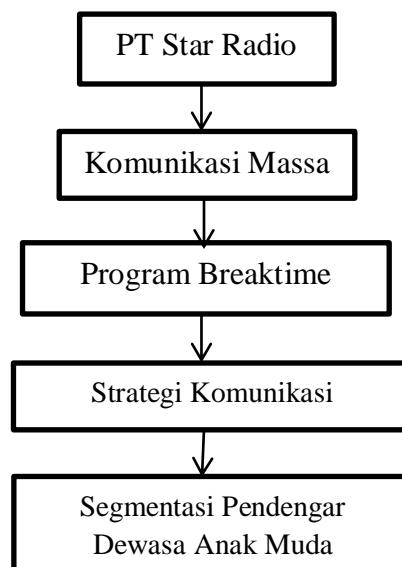 PT Star Radio
Komunikasi Massa
Program Breaktime
Strategi Komunikasi
Segmentasi Pendengar
Dewasa Anak Muda